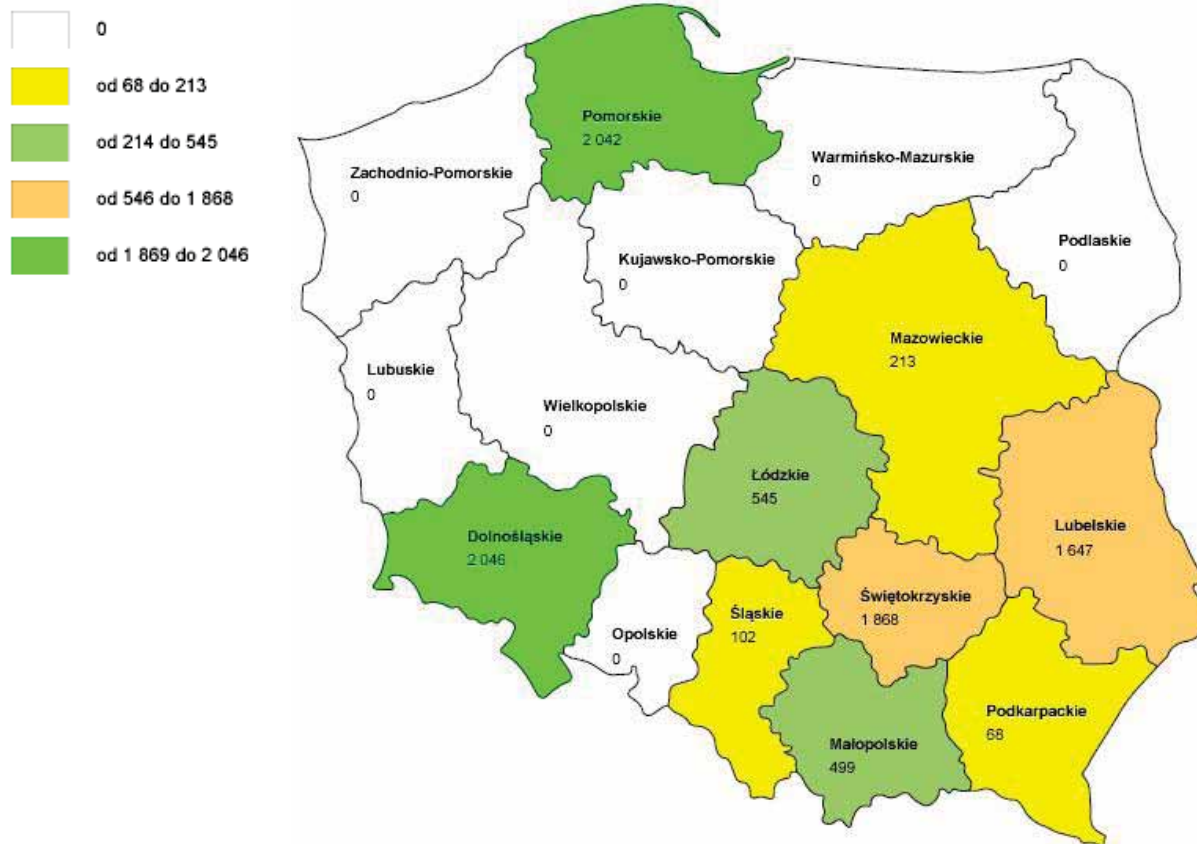 0
od 68 do 213
od 214 do 545
od 546 do 1 868
od 1 869 do 2 046
Pomorskie
2 042
Warmińsko-Mazurskie
0
Zachodnio-Pomorskie
0
Podlaskie
0
Kujawsko-Pomorskie
0
Mazowieckie
213
Lubuskie
0
Wielkopolskie
0
Łódzkie
545
Lubelskie
1 647
Dolnośląskie
2 046
Świętokrzyskie
1 868
Śląskie
102
Opolskie
0
Podkarpackie
68
Małopolskie
499